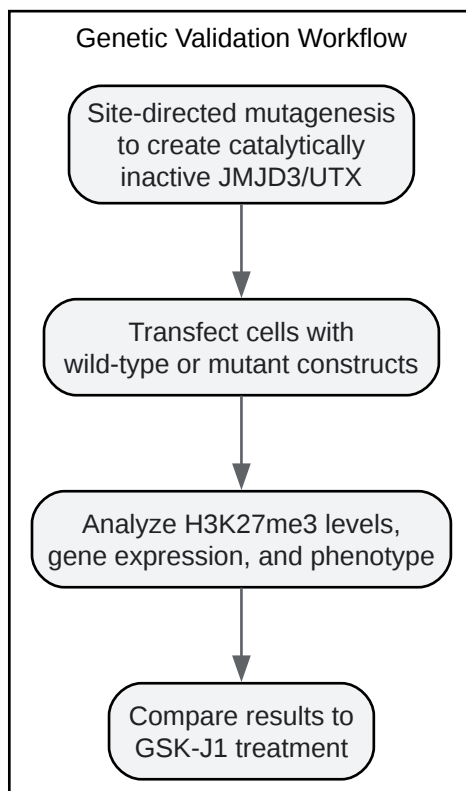 Genetic Validation Workflow
Site-directed mutagenesis
to create catalytically
inactive JMJD3/UTX
Transfect cells with
wild-type or mutant constructs
Analyze H3K27me3 levels,
gene expression, and phenotype
Compare results to
GSK-J1 treatment